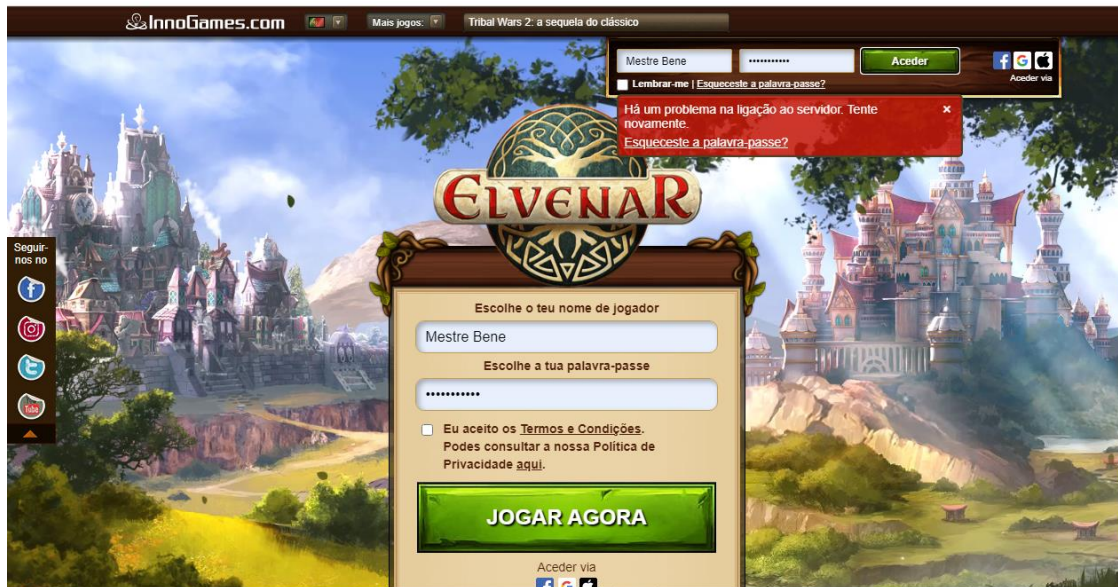 InnoGames.com
Mais jogos:
Tribal Wars 2: a sequela do clássico
Mestre Bene
•••••••••••
Aceder
Lembrar-me | Esqueceste a palavra-passe?
Aceder via
Há um problema na ligação ao servidor. Tente
novamente.
Esqueceste a palavra-passe?
ELVENAR
Seguir-
nos no
Tube
Escolhe o teu nome de jogador
Mestre Bene
Escolhe a tua palavra-passe
•••••••••••
Eu aceito os Termos e Condições.
Podes consultar a nossa Política de
Privacidade aqui.
JOGAR AGORA
Aceder via